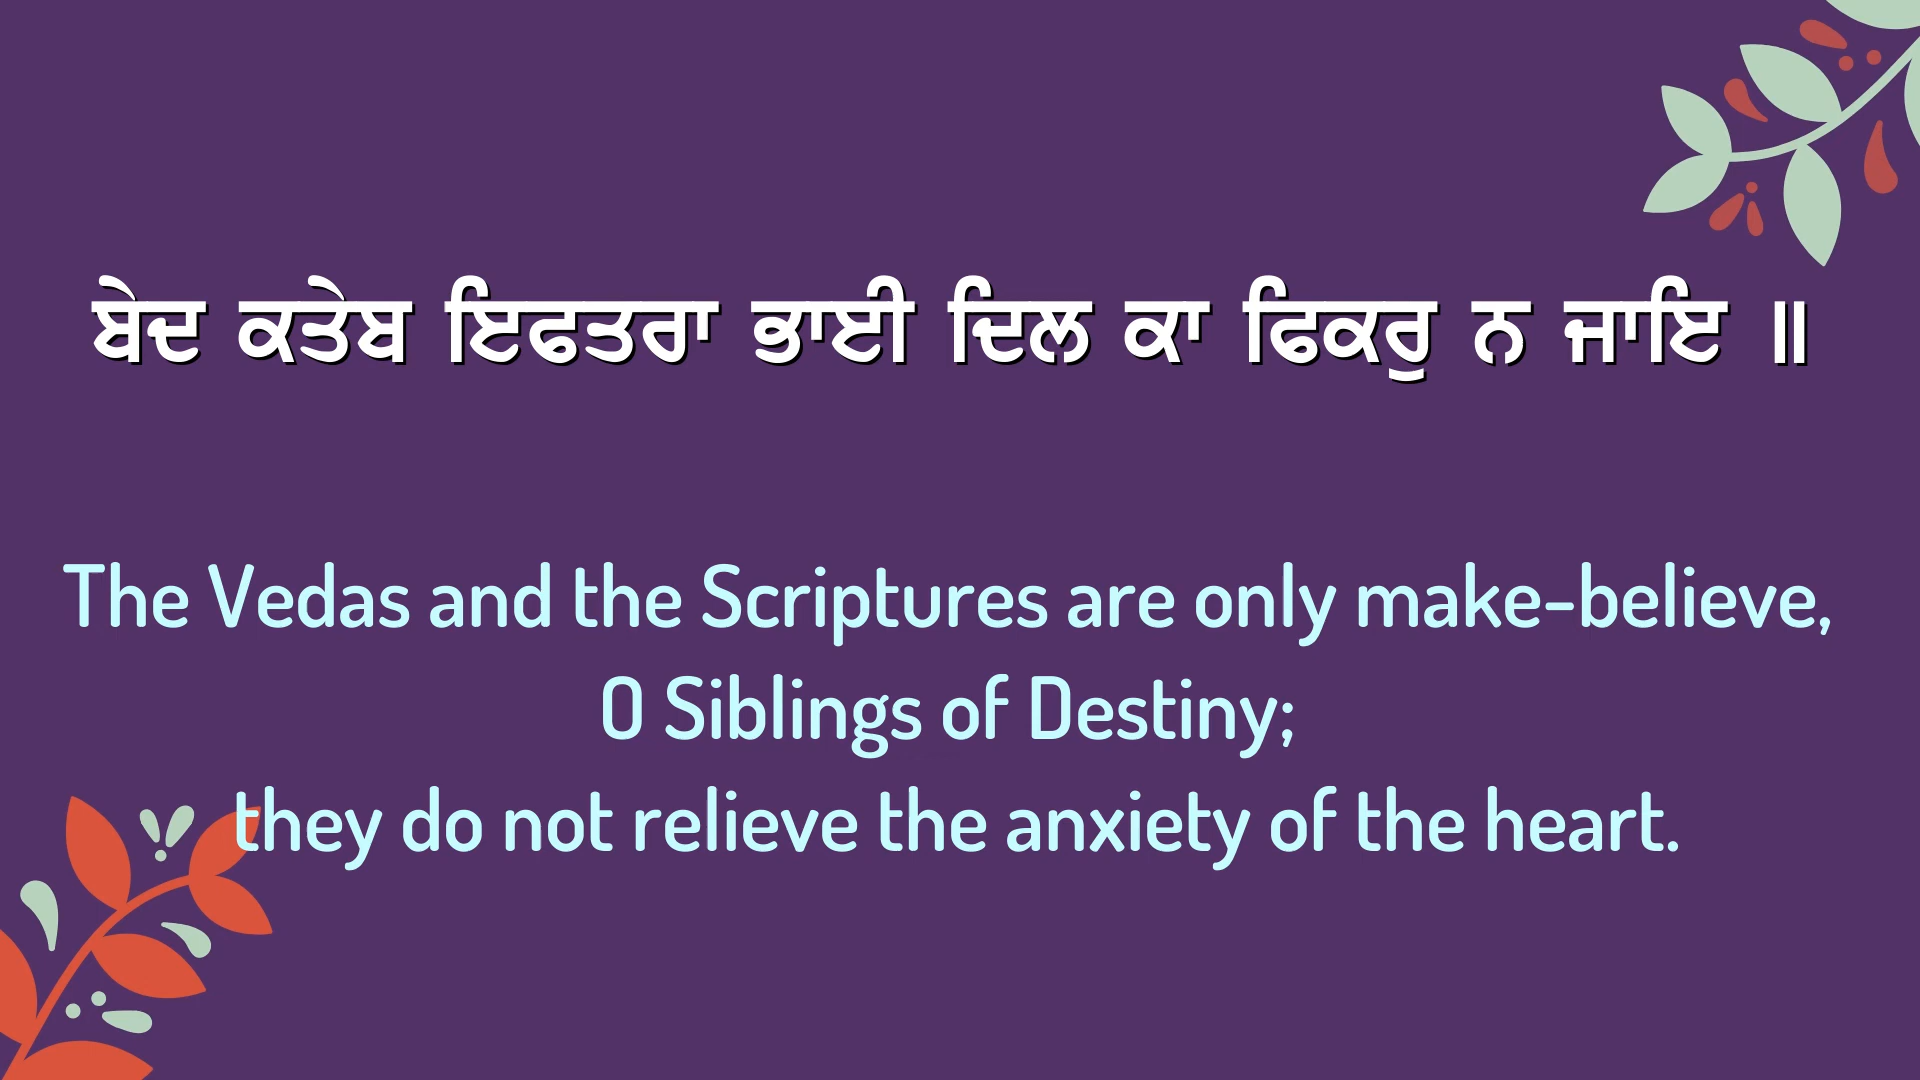 ਬੇਦ ਕਤੇਬ ਇਫਤਰਾ ਭਾਈ ਦਿਲ ਕਾ ਫਿਕਰੁ ਨ ਜਾਇ ॥
The Vedas and the Scriptures are only make-believe,
O Siblings of Destiny;
they do not relieve the anxiety of the heart.